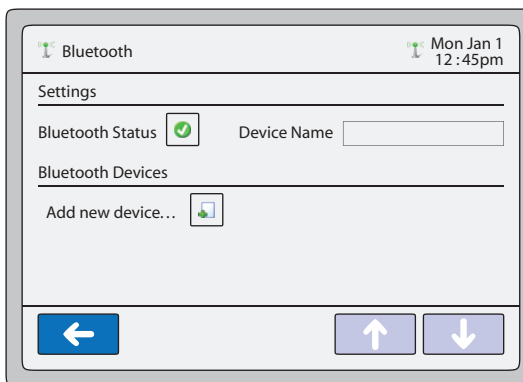 Bluetooth
Mon Jan 1
12:45pm
Settings
Bluetooth Status
Device Name
Bluetooth Devices
Add new device...